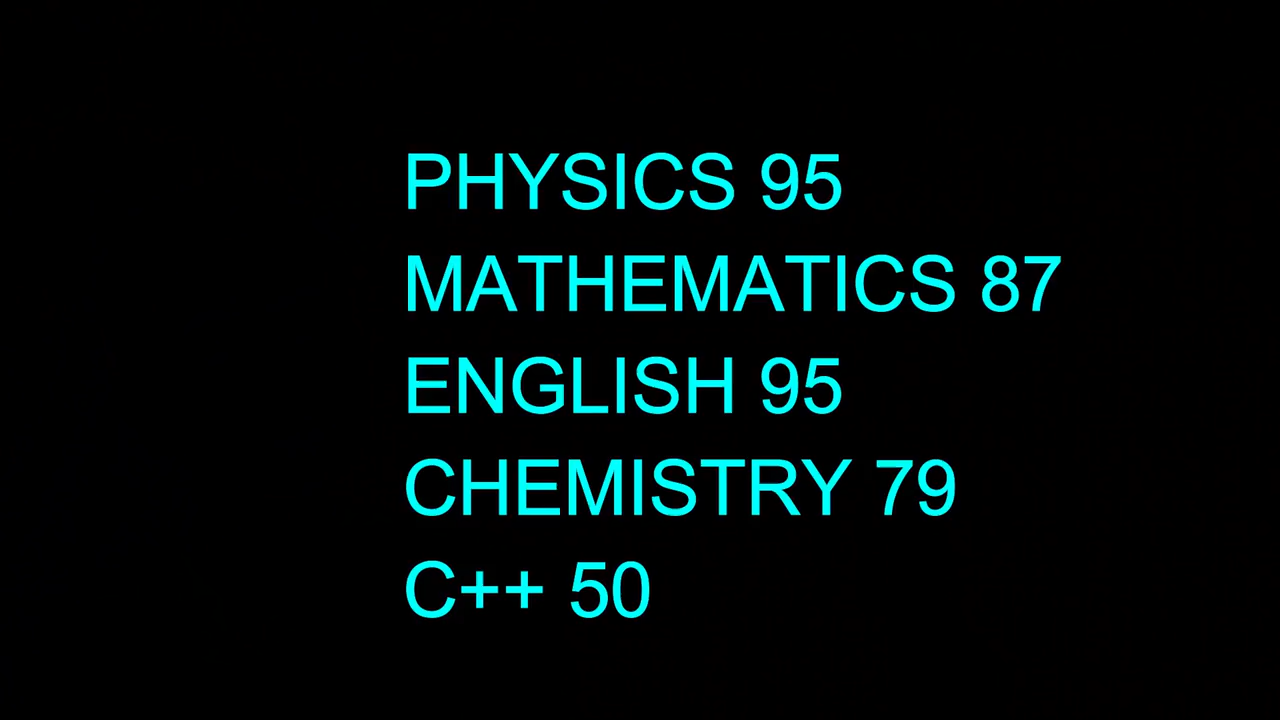 PHYSICS 95
MATHEMATICS 87
ENGLISH 95
CHEMISTRY 79
C++ 50